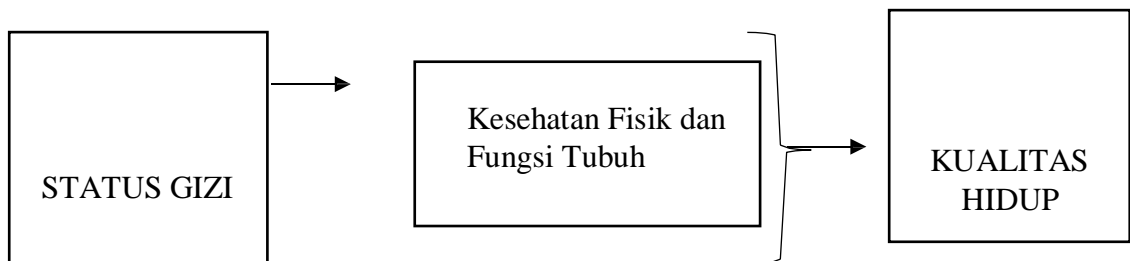 STATUS GIZI
Kesehatan Fisik dan
Fungsi Tubuh
KUALITAS
HIDUP